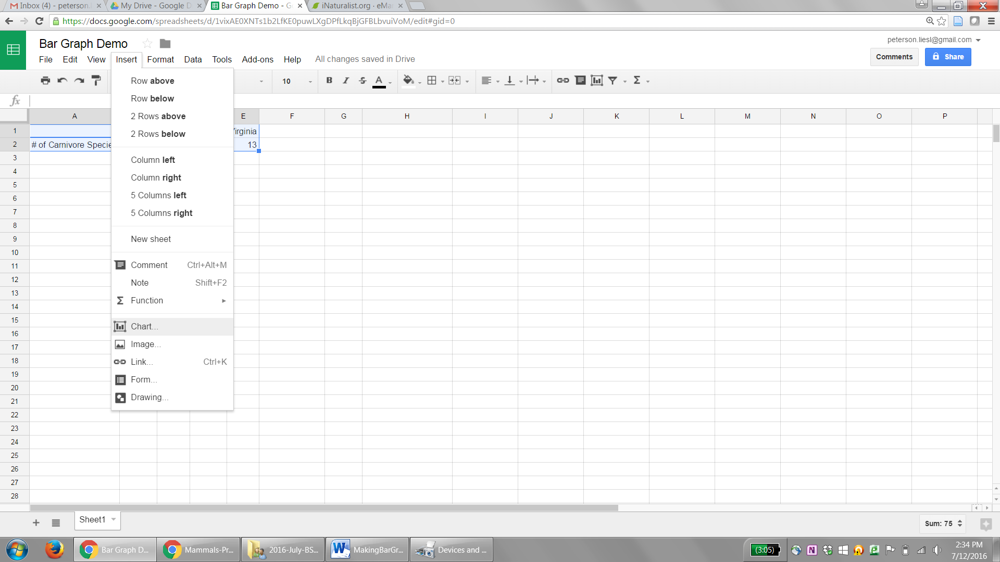 Inbox (4) - peterson.
My Drive - Google D
Bar Graph Demo - G
iNaturalist.org · eMa
https://docs.google.com/spreadsheets/d/1vixAE0XNTs1b2LfKE0puwLXgDPfLkqBjGFBLbvuiVoM/edit#gid=0
Bar Graph Demo
peterson.liesl@gmail.com
File Edit View Insert Format Data Tools Add-ons Help All changes saved in Drive
Comments Share
10 B I S A Σ
fx
A E F G H I J K L M N O P
1 irginia
2 # of Carnivore Specie 13
3
4
5
6
7
8
9
10
11
12
13
14
15
16
17
18
19
20
21
22
23
24
25
26
27
28
Row above
Row below
2 Rows above
2 Rows below
Column left
Column right
5 Columns left
5 Columns right
New sheet
Comment Ctrl+Alt+M
Note Shift+F2
Σ Function
Chart...
Image...
Link... Ctrl+K
Form...
Drawing...
Sheet1
Sum: 75
Bar Graph D...
Mammals-Pr...
2016-July-BS...
MakingBarGr...
Devices and ...
(3:05)
2:34 PM
7/12/2016